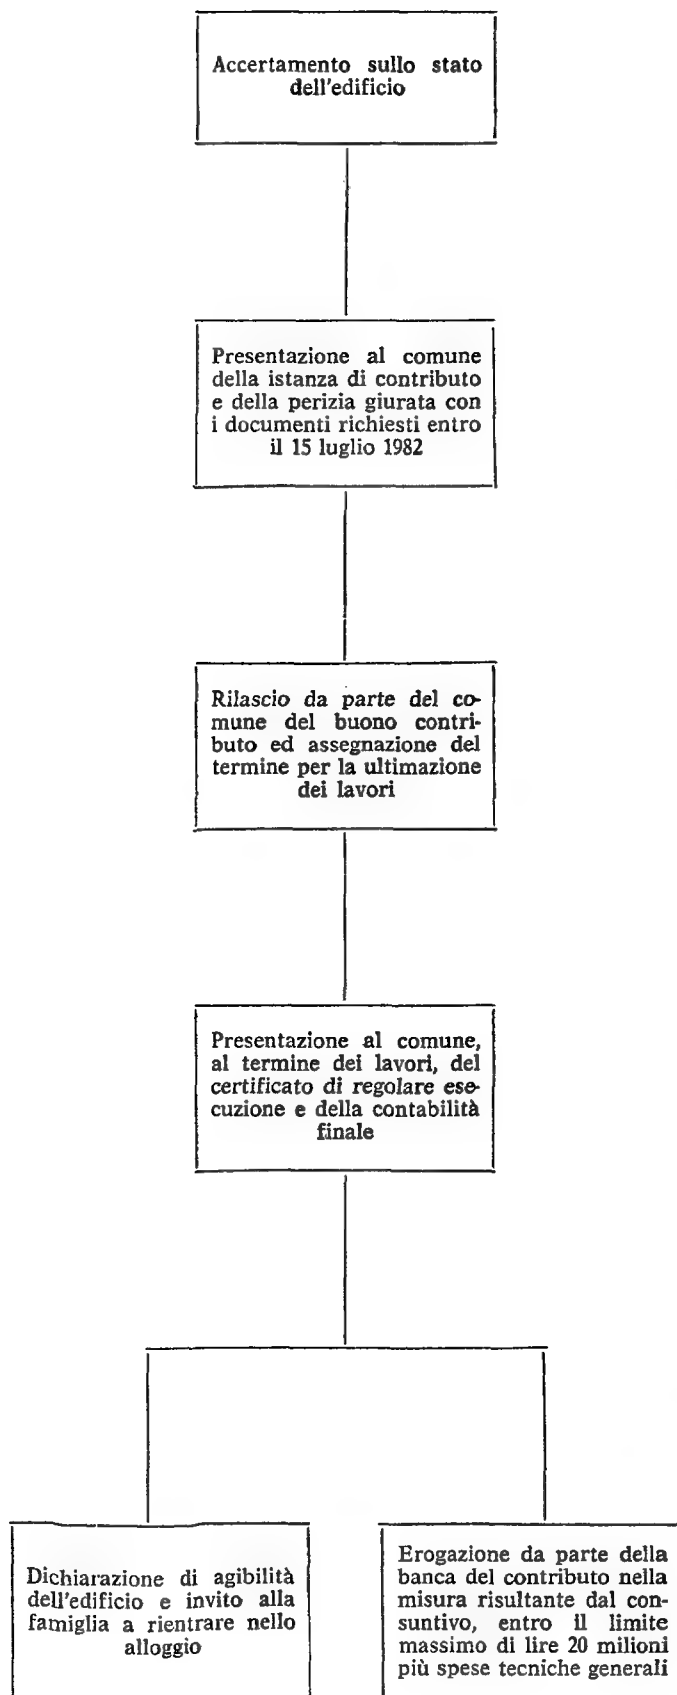 Accertamento sullo stato
dell'edificio
Presentazione al comune
della istanza di contributo
e della perizia giurata con
i documenti richiesti entro
il 15 luglio 1982
Rilascio da parte del co-
mune del buono contri-
buto ed assegnazione del
termine per la ultimazione
dei lavori
Presentazione al comune,
al termine dei lavori, del
certificato di regolare ese-
cuzione e della contabilità
finale
Dichiarazione di agibilità
dell'edificio e invito alla
famiglia a rientrare nello
alloggio
Erogazione da parte della
banca del contributo nella
misura risultante dal con-
suntivo, entro il limite
massimo di lire 20 milioni
più spese tecniche generali